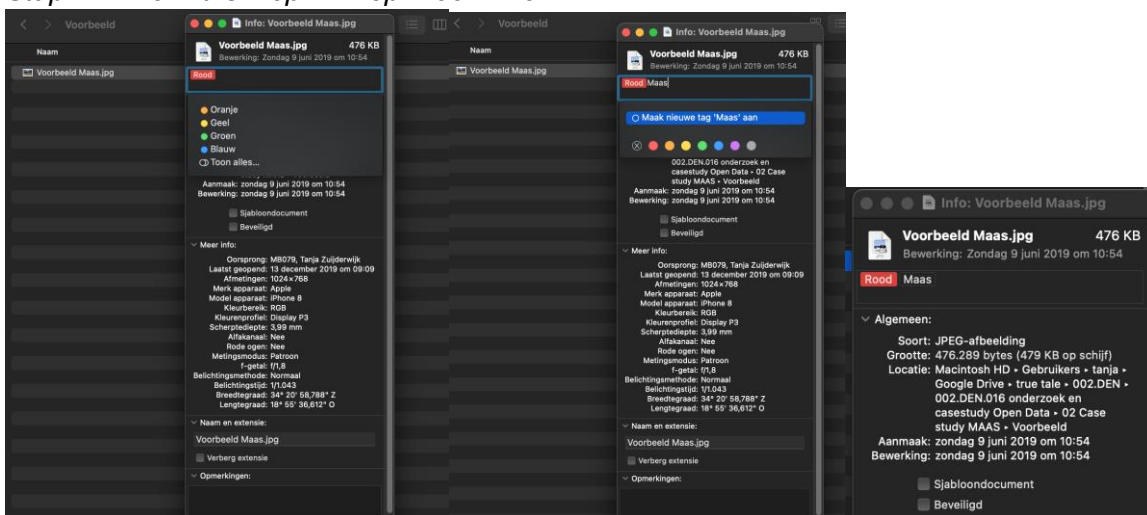 Voorbeeld
Info: Voorbeeld Maas.jpg
Naam
Voorbeeld Maas.jpg
Voorbeeld Maas.jpg 476 KB
Bewerking: Zondag 9 juni 2019 om 10:54
Rood
Oranje
Geel
Groen
Blauw
Toon alles...
Aanmaak: zondag 9 juni 2019 om 10:54
Bewerking: zondag 9 juni 2019 om 10:54
Sjabloondocument
Beveiligd
Meer info:
Oorsprong: MB079, Tanja Zuijderwijk
Laatst geopend: 13 december 2019 om 09:09
Afmetingen: 1024×768
Merk apparaat: Apple
Model apparaat: iPhone 8
Kleurbereik: RGB
Kleurenprofiel: Display P3
Scherptediepte: 3,99 mm
Alfakanaal: Nee
Rode ogen: Nee
Metingsmodus: Patroon
f-getal: f/1,8
Belichtingsmethode: Normaal
Belichtingstijd: 1/1.043
Breedtegraad: 34° 20' 58,788" Z
Lengtegraad: 18° 55' 36,612" O
Naam en extensie:
Voorbeeld Maas.jpg
Verberg extensie
Opmerkingen:
Voorbeeld
Info: Voorbeeld Maas.jpg
Naam
Voorbeeld Maas.jpg
Voorbeeld Maas.jpg 476 KB
Bewerking: Zondag 9 juni 2019 om 10:54
Rood Maas
Maak nieuwe tag 'Maas' aan
002.DEN.016 onderzoek en
casestudy Open Data ▸ 02 Case
study MAAS ▸ Voorbeeld
Aanmaak: zondag 9 juni 2019 om 10:54
Bewerking: zondag 9 juni 2019 om 10:54
Sjabloondocument
Beveiligd
Meer info:
Oorsprong: MB079, Tanja Zuijderwijk
Laatst geopend: 13 december 2019 om 09:09
Afmetingen: 1024×768
Merk apparaat: Apple
Model apparaat: iPhone 8
Kleurbereik: RGB
Kleurenprofiel: Display P3
Scherptediepte: 3,99 mm
Alfakanaal: Nee
Rode ogen: Nee
Metingsmodus: Patroon
f-getal: f/1,8
Belichtingsmethode: Normaal
Belichtingstijd: 1/1.043
Breedtegraad: 34° 20' 58,788" Z
Lengtegraad: 18° 55' 36,612" O
Naam en extensie:
Voorbeeld Maas.jpg
Verberg extensie
Opmerkingen:
Info: Voorbeeld Maas.jpg
Voorbeeld Maas.jpg 476 KB
Bewerking: Zondag 9 juni 2019 om 10:54
Rood Maas
Algemeen:
Soort: JPEG-afbeelding
Grootte: 476.289 bytes (479 KB op schijf)
Locatie: Macintosh HD ▸ Gebruikers ▸ tanja ▸
Google Drive ▸ true tale ▸ 002.DEN ▸
002.DEN.016 onderzoek en
casestudy Open Data ▸ 02 Case
study MAAS ▸ Voorbeeld
Aanmaak: zondag 9 juni 2019 om 10:54
Bewerking: zondag 9 juni 2019 om 10:54
Sjabloondocument
Beveiligd